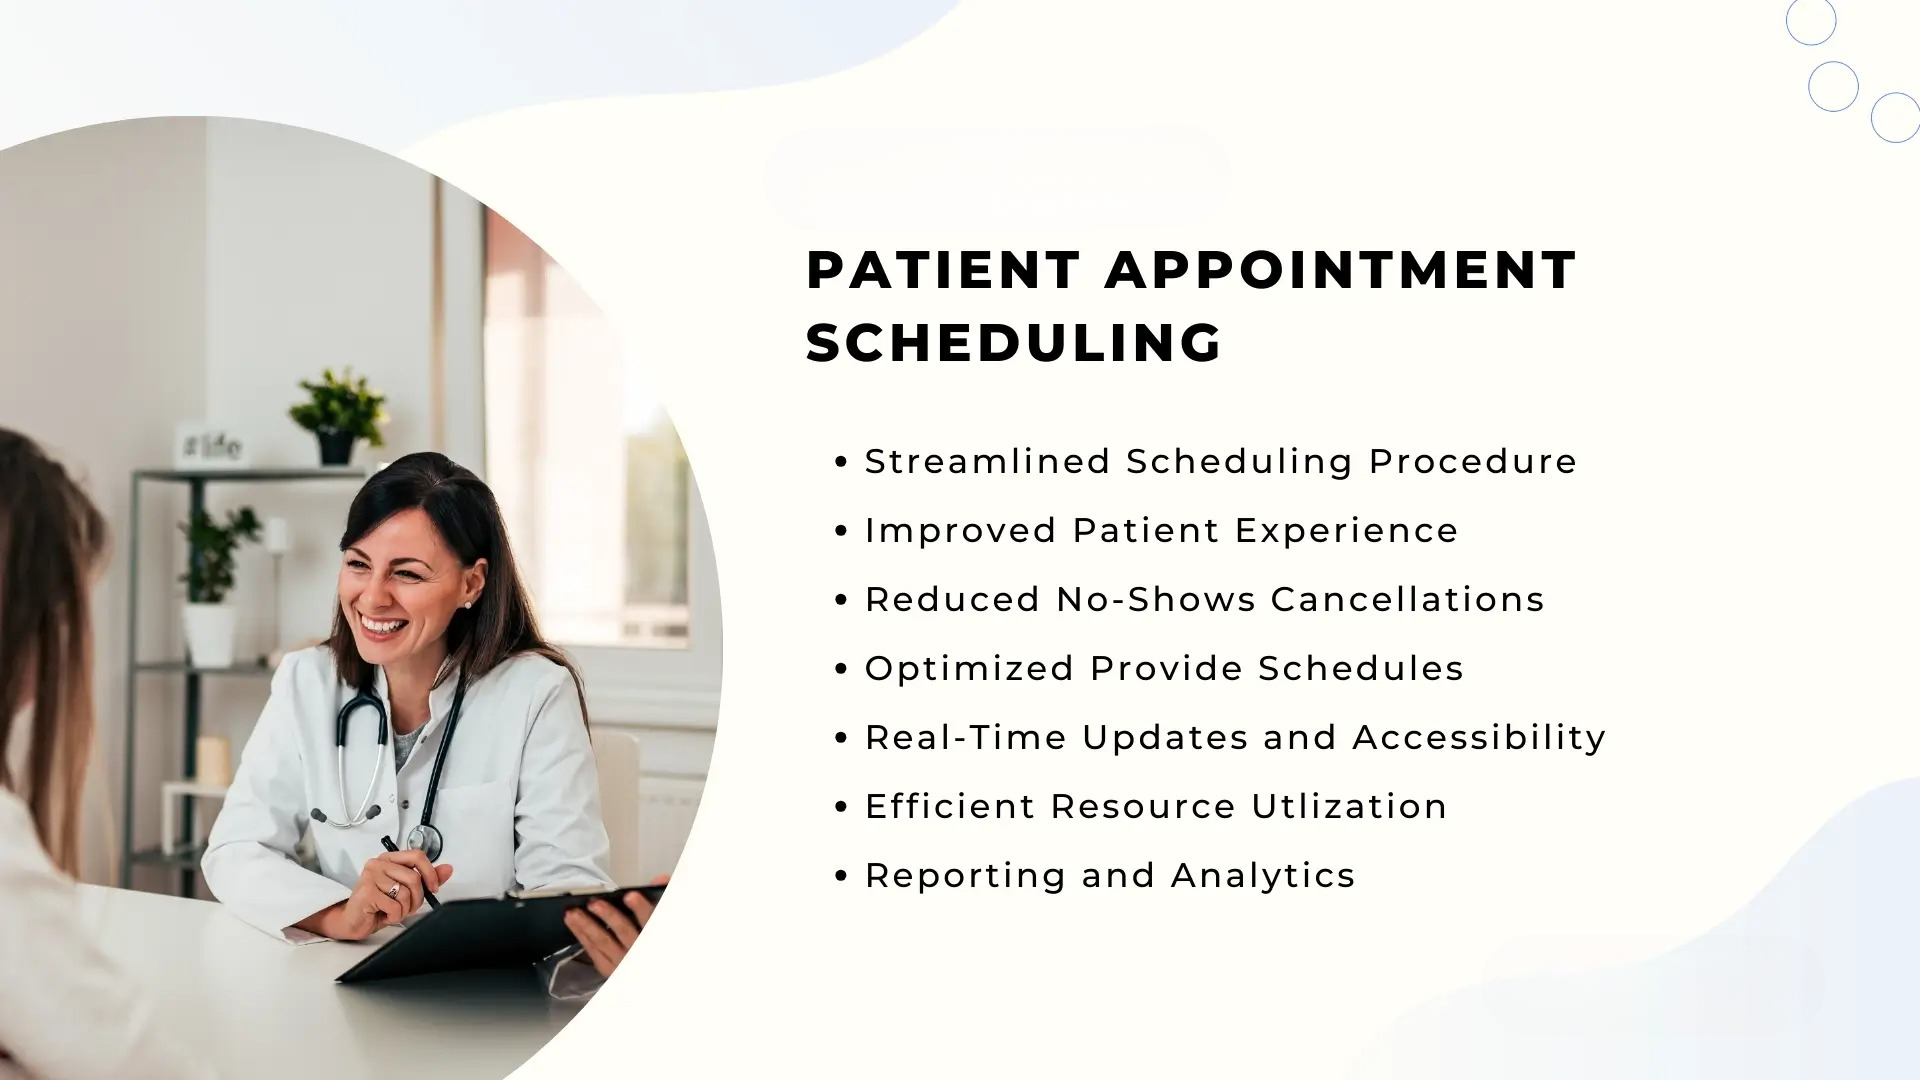 PATIENT APPOINTMENT
SCHEDULING
• Streamlined Scheduling Procedure
• Improved Patient Experience
• Reduced No-Shows Cancellations
• Optimized Provide Schedules
• Real-Time Updates and Accessibility
• Efficient Resource Utlization
• Reporting and Analytics
#life